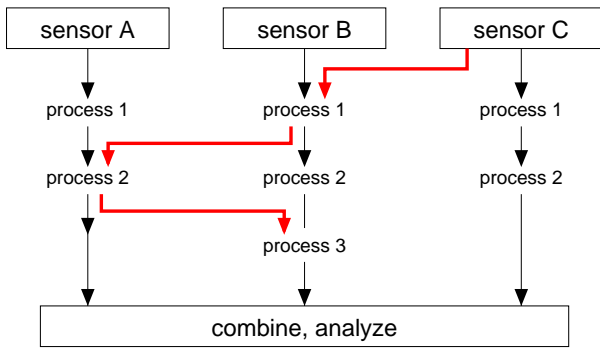 sensor A
sensor B
sensor C
process 1
process 1
process 1
process 2
process 2
process 2
process 3
combine, analyze